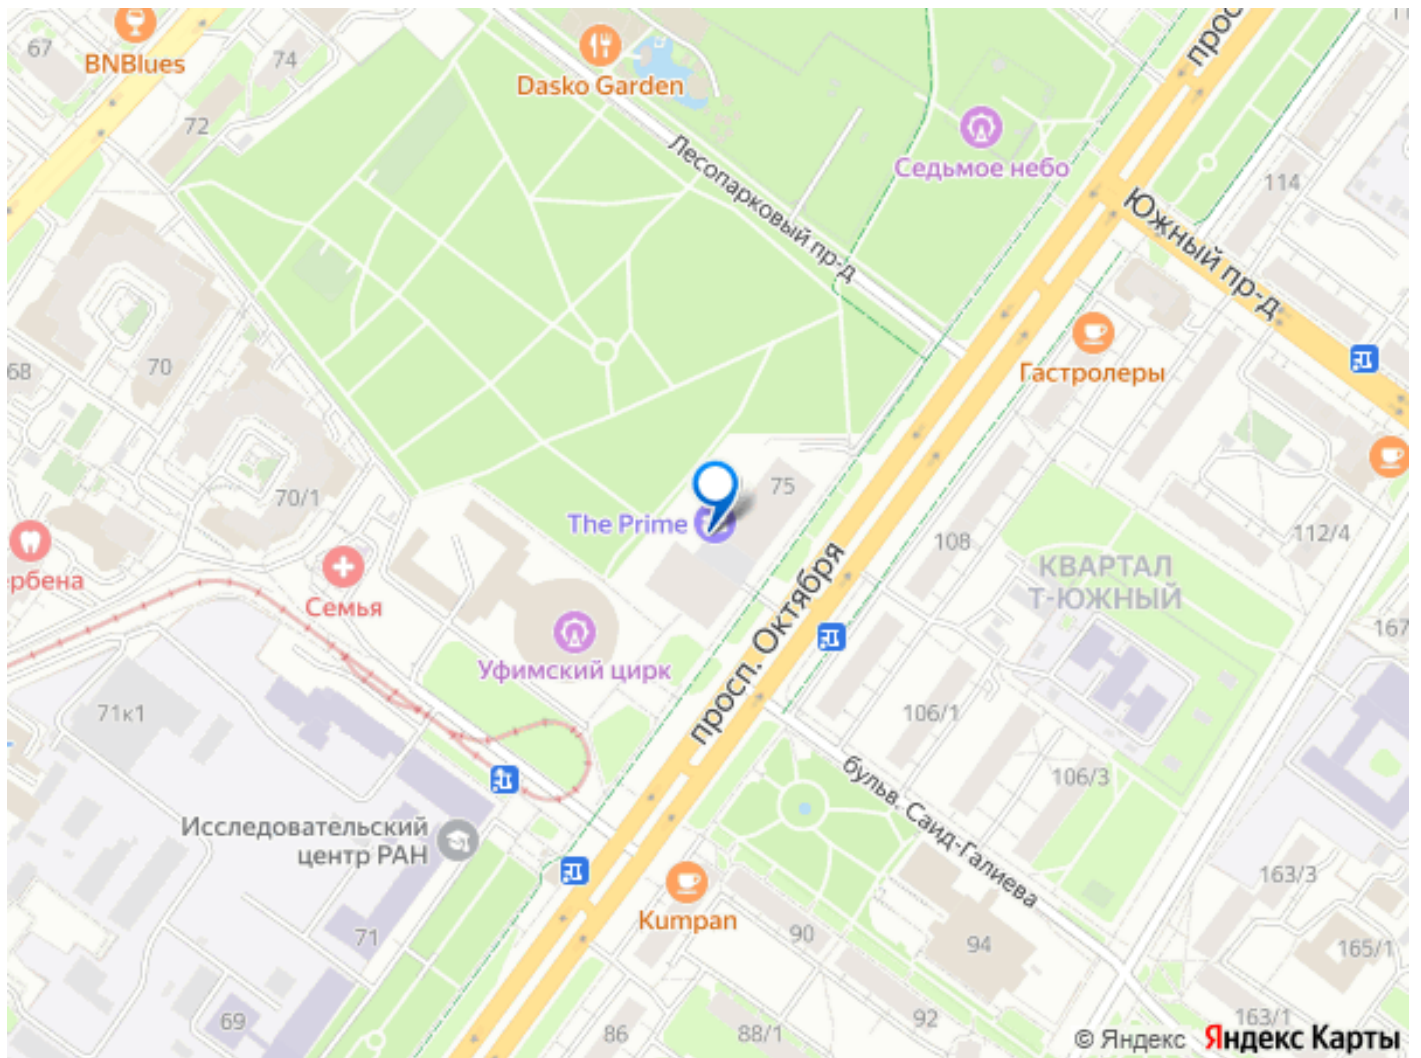 67
BNBlues
74
72
Dasko Garden
Седьмое небо
Лесопарковый пр-д
114
Южный пр-д
Гастролеры
68
70
70/1
75
The Prime
108
112/4
КВАРТАЛ
Т-ЮЖНЫЙ
Семья
Уфимский цирк
просп. Октября
167
71к1
106/1
106/3
бульв. Саид-Галиева
Исследовательский
центр РАН
163/3
Kumpan
71
90
94
165/1
69
86
88/1
92
163/1
© Яндекс Яндекс Карты